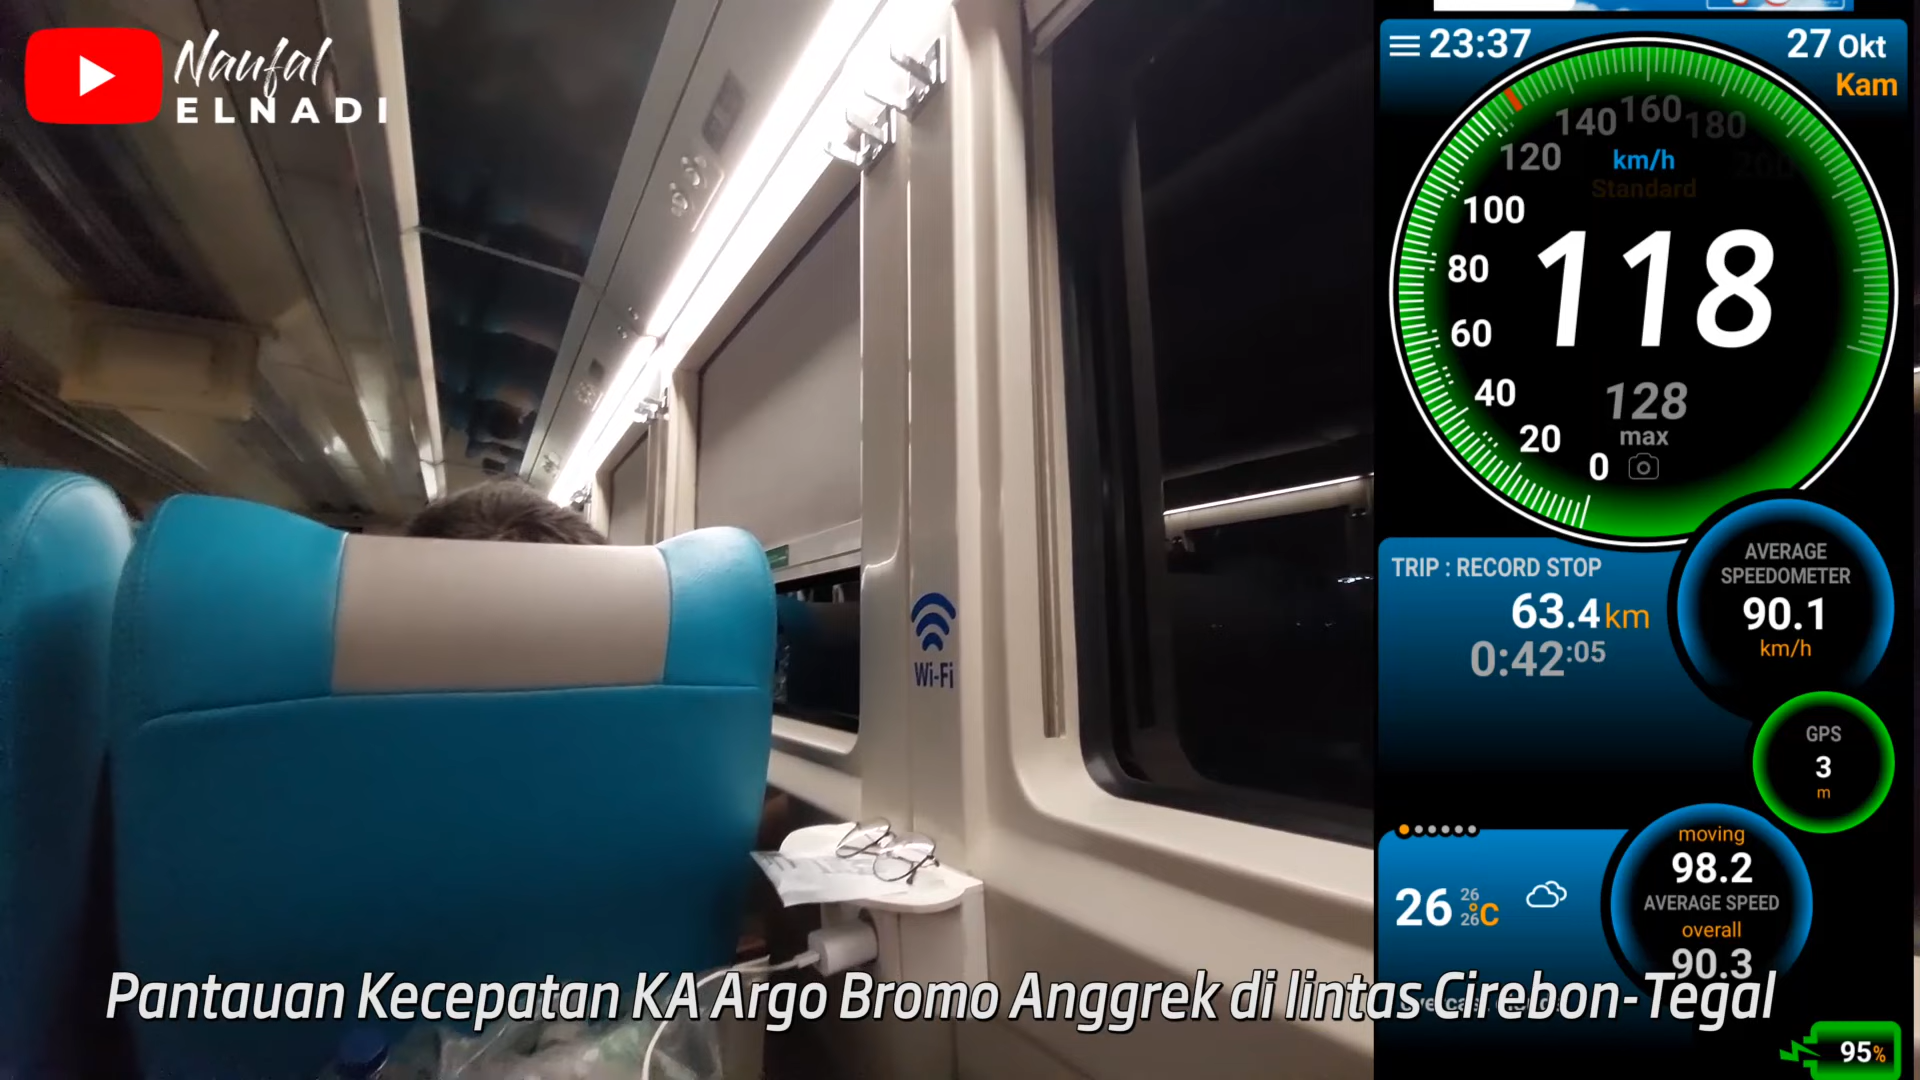 Naufal
ELNADI
23:37
27 Okt
Kam
140 160 180
120
200
km/h
Standard
100
80
118
60
40
128
max
20
0
TRIP : RECORD STOP
63.4 km
0:42:05
AVERAGE
SPEEDOMETER
90.1
km/h
Wi-Fi
GPS
3
m
moving
98.2
AVERAGE SPEED
overall
90.3
26
26
26
°C
Pantauan Kecepatan KA Argo Bromo Anggrek di lintas Cirebon-Tegal
95%